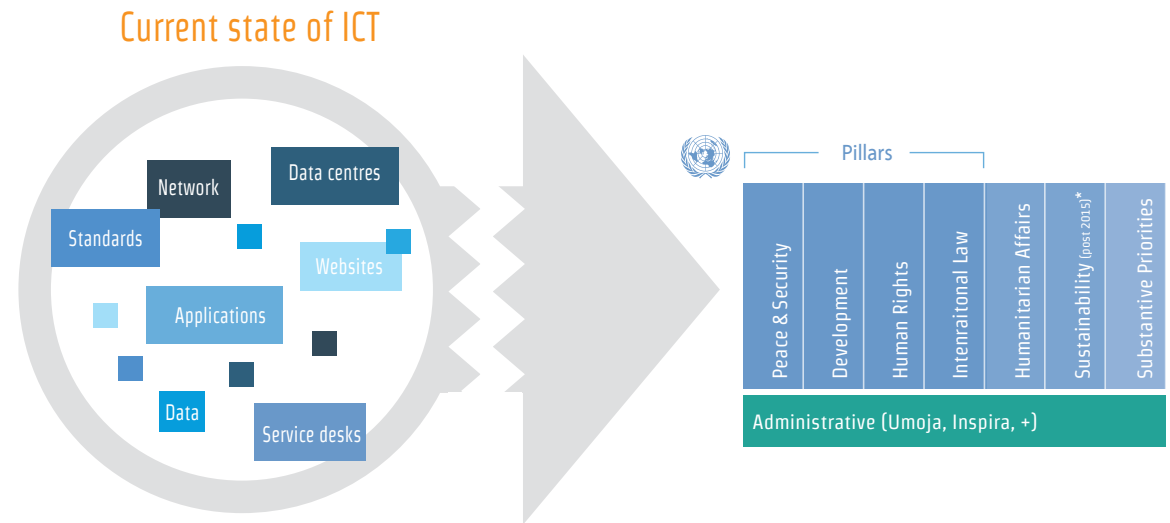 Current state of ICT
Network
Data centres
Standards
Websites
Applications
Data
Service desks
Pillars
Peace & Security
Development
Human Rights
Intenraitonal Law
Humanitarian Affairs
Sustainability (post 2015)*
Substantive Priorities
Administrative (Umoja, Inspira, +)